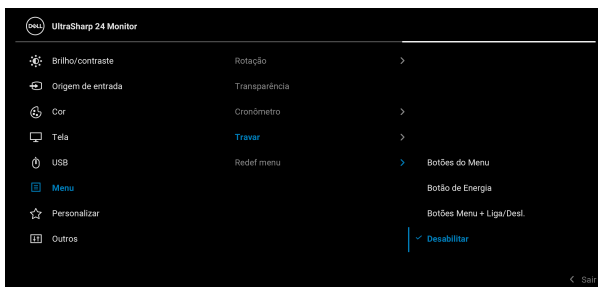 DELL UltraSharp 24 Monitor
Brilho/contraste Rotação
Origem de entrada Transparência
Cor Cronômetro
Tela Travar
USB Redef menu Botões do Menu
Menu Botão de Energia
Personalizar Botões Menu + Liga/Desl.
Outros Desabilitar
Sair